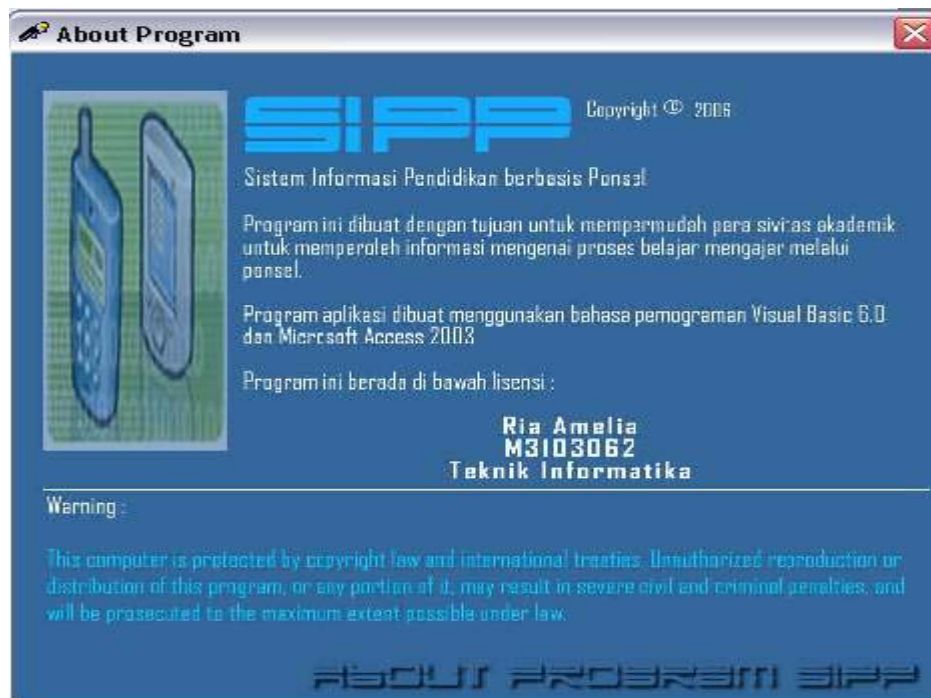 About Program
SIPP
Copyright © 2006
Sistem Informasi Pendidikan berbasis Ponsel
Program ini dibuat dengan tujuan untuk mempermudah para sivitas akademik
untuk memperoleh informasi mengenai proses belajar mengajar melalui
ponsel.
Program aplikasi dibuat menggunakan bahasa pemograman Visual Basic 6.0
dan Microsoft Access 2003
Program ini berada di bawah lisensi :
Ria Amelia
M3103062
Teknik Informatika
Warning :
This computer is protected by copyright law and international treaties. Unauthorized reproduction or
distribution of this program, or any portion of it, may result in severe civil and criminal penalties, and
will be prosecuted to the maximum extent possible under law.
ABOUT PROGRAM SIPP